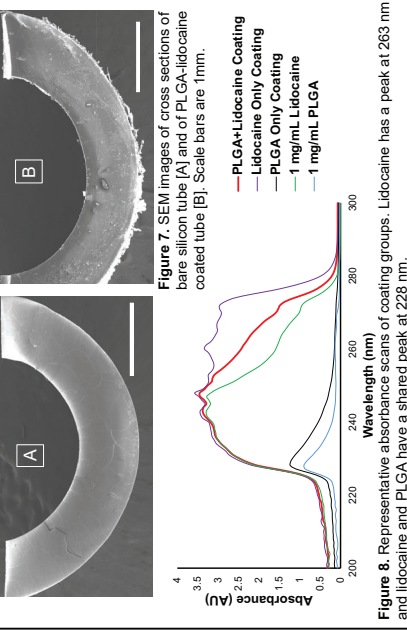 A
B
Figure 7. SEM images of cross sections of
bare silicon tube [A] and of PLGA-lidocaine
coated tube [B]. Scale bars are 1mm.
4
3.5
3
2.5
2
1.5
1
0.5
0
Absorbance (AU)
200
220
240
260
280
300
Wavelength (nm)
PLGA+Lidocaine Coating
Lidocaine Only Coating
PLGA Only Coating
1 mg/mL Lidocaine
1 mg/mL PLGA
Figure 8. Representative absorbance scans of coating groups. Lidocaine has a peak at 263 nm
and lidocaine and PLGA have a shared peak at 228 nm.